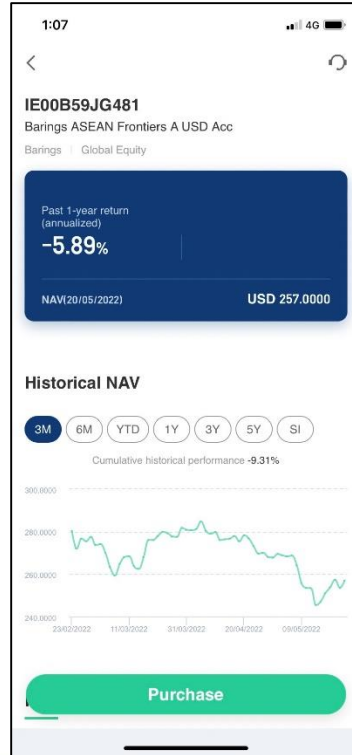 1:07
4G
IE00B59JG481
Barings ASEAN Frontiers A USD Acc
Barings | Global Equity
Past 1-year return
(annualized)
-5.89%
NAV(20/05/2022) USD 257.0000
Historical NAV
3M 6M YTD 1Y 3Y 5Y SI
Cumulative historical performance -9.31%
300.0000
280.0000
260.0000
240.0000
23/02/2022 11/03/2022 31/03/2022 20/04/2022 09/05/2022
Purchase